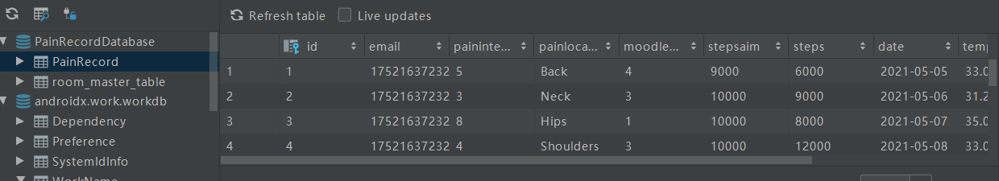 Refresh table Live updates
PainRecordDatabase
PainRecord
room_master_table
androidx.work.workdb
Dependency
Preference
SystemIdInfo
WorkName
id email paininte... painloca... moodle... stepsaim steps date temp
1 1 17521637232 5 Back 4 9000 6000 2021-05-05 33.0
2 2 17521637232 3 Neck 3 10000 9000 2021-05-06 31.2
3 3 17521637232 8 Hips 1 10000 8000 2021-05-07 35.0
4 4 17521637232 4 Shoulders 3 10000 12000 2021-05-08 33.0